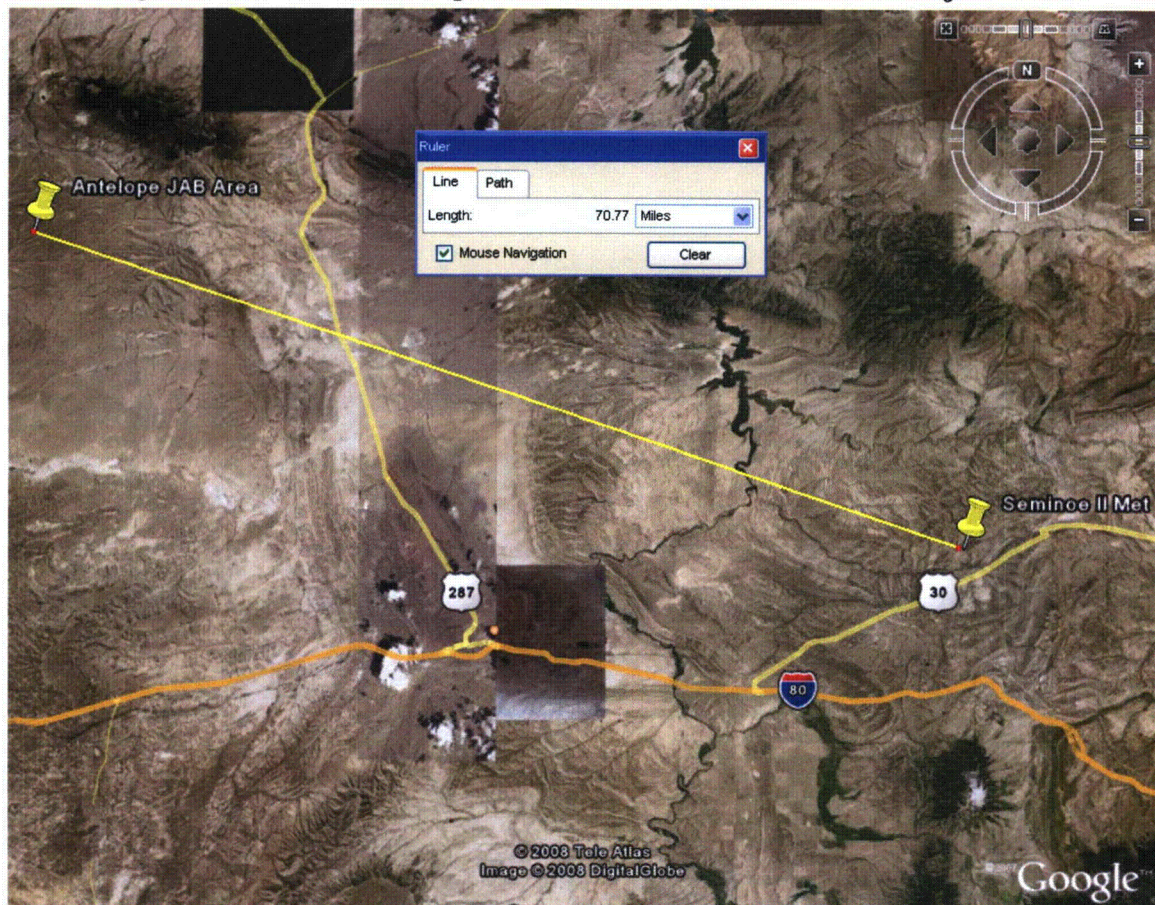 N
Ruler
Line Path
Length: 70.77 Miles
Mouse Navigation
Clear
Antelope JAB Area
Seminoe II Met
287
30
80
© 2008 Tele Atlas
Image © 2008 DigitalGlobe
Google™